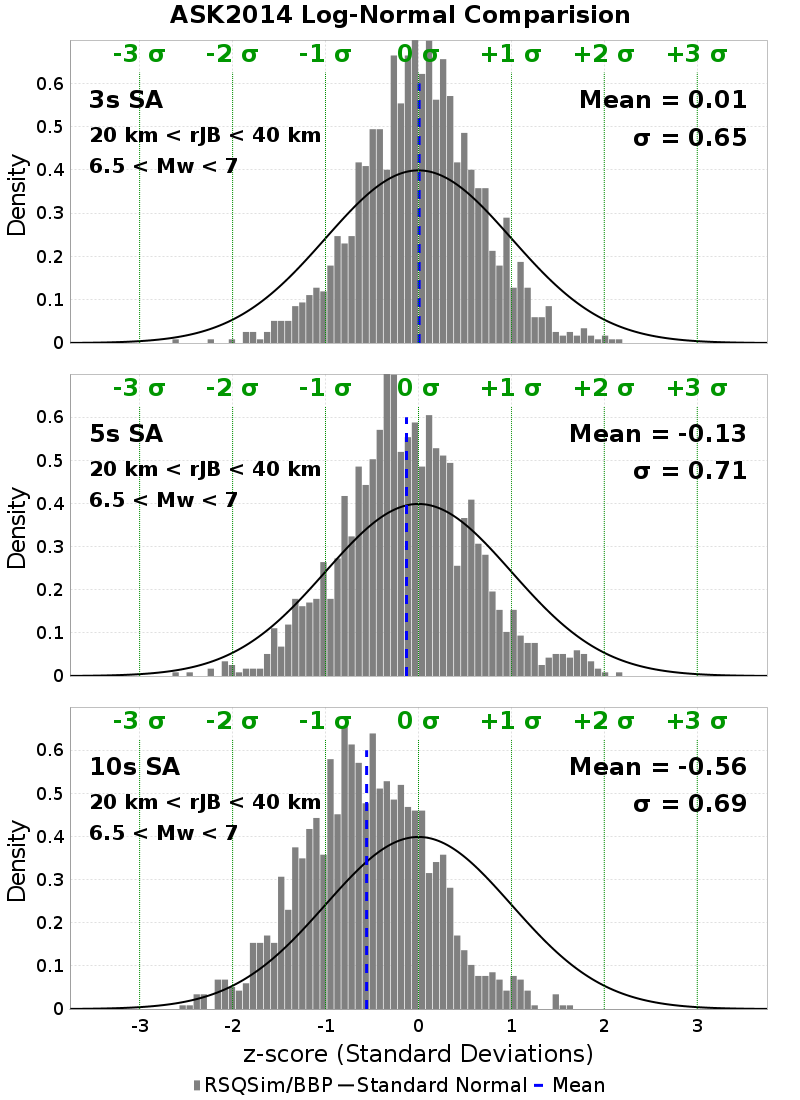 ASK2014 Log-Normal Comparision
-3 σ -2 σ -1 σ 0 σ +1 σ +2 σ +3 σ
3s SA
20 km < rJB < 40 km
6.5 < Mw < 7
Mean = 0.01
σ = 0.65
0.6
0.5
0.4
0.3
0.2
0.1
0
Density
-3 σ -2 σ -1 σ 0 σ +1 σ +2 σ +3 σ
5s SA
20 km < rJB < 40 km
6.5 < Mw < 7
Mean = -0.13
σ = 0.71
0.6
0.5
0.4
0.3
0.2
0.1
0
Density
-3 σ -2 σ -1 σ 0 σ +1 σ +2 σ +3 σ
10s SA
20 km < rJB < 40 km
6.5 < Mw < 7
Mean = -0.56
σ = 0.69
0.6
0.5
0.4
0.3
0.2
0.1
0
Density
-3 -2 -1 0 1 2 3
z-score (Standard Deviations)
RSQSim/BBP Standard Normal Mean